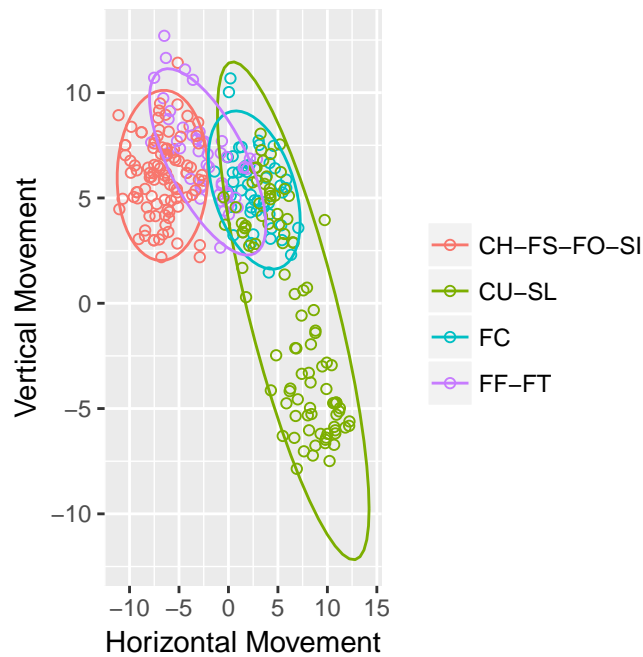 10
5
0
−5
−10
Vertical Movement
−10 −5 0 5 10 15
Horizontal Movement
CH−FS−FO−SI
CU−SL
FC
FF−FT